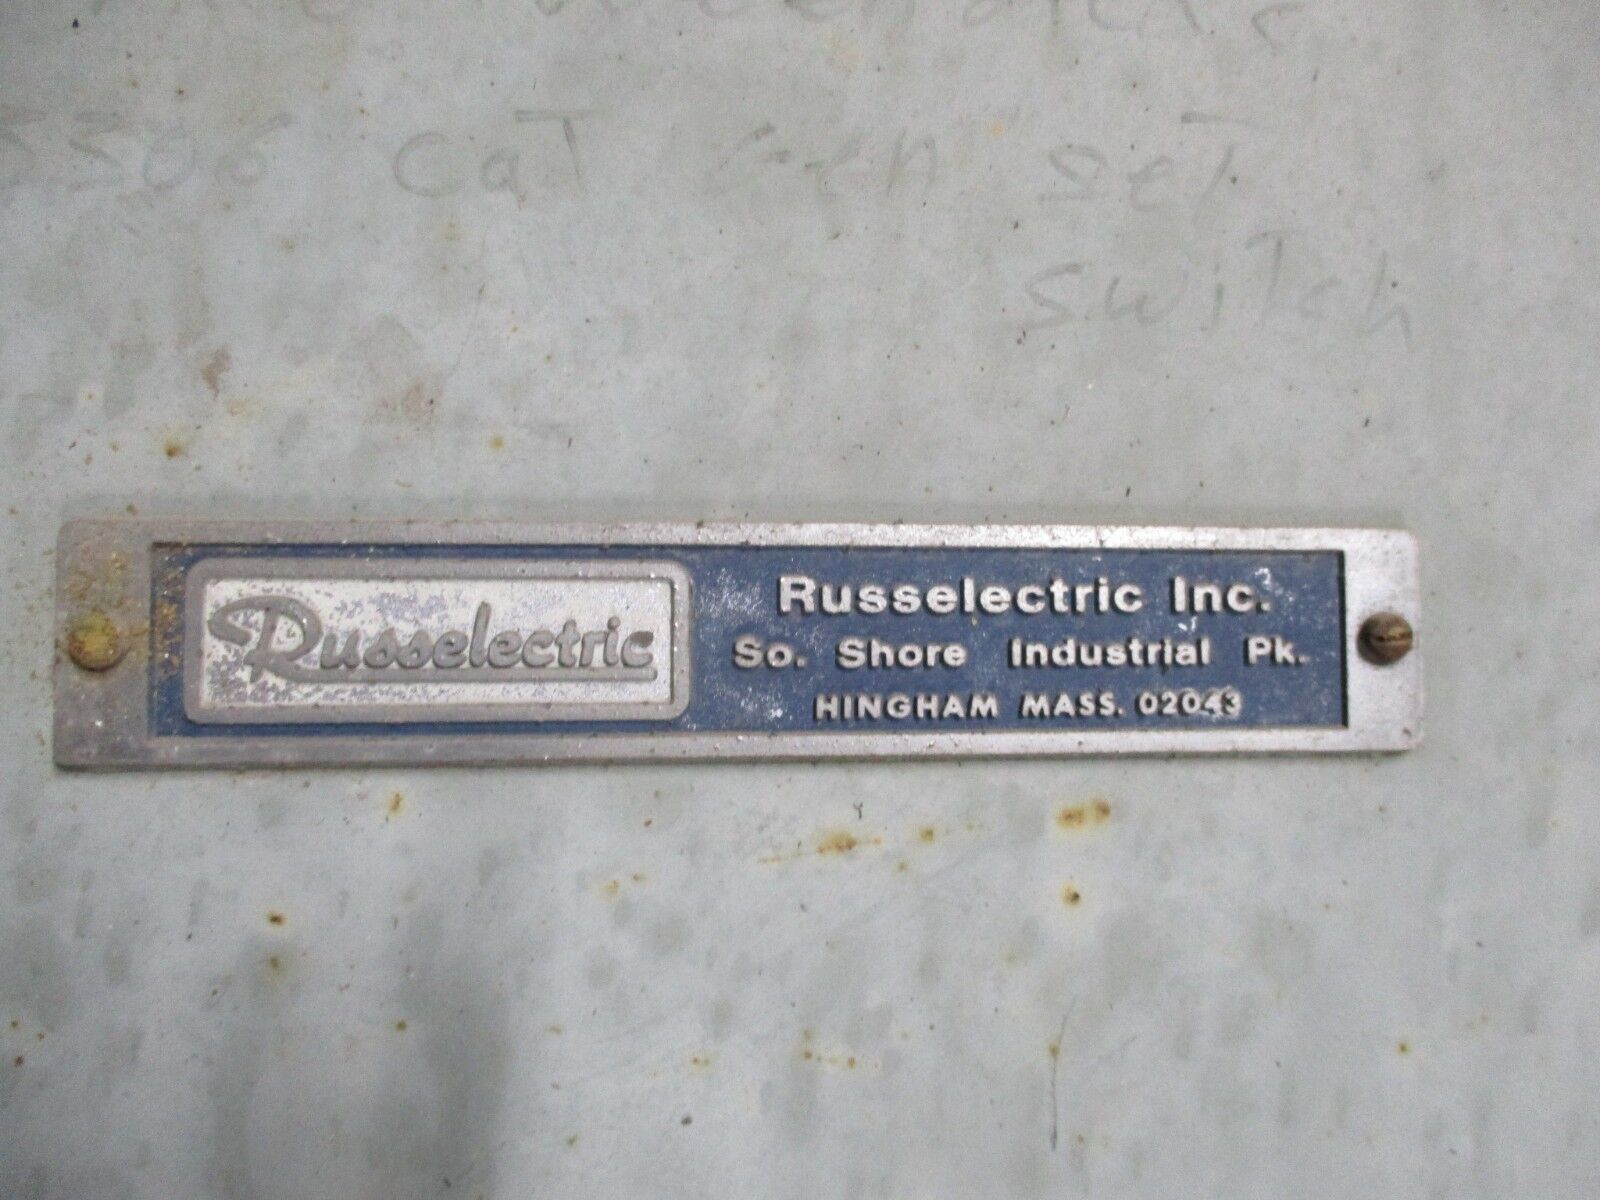 3306 CaT Gen seT
switch
Russelectric
Russelectric Inc.
So. Shore Industrial Pk.
HINGHAM MASS. 02043